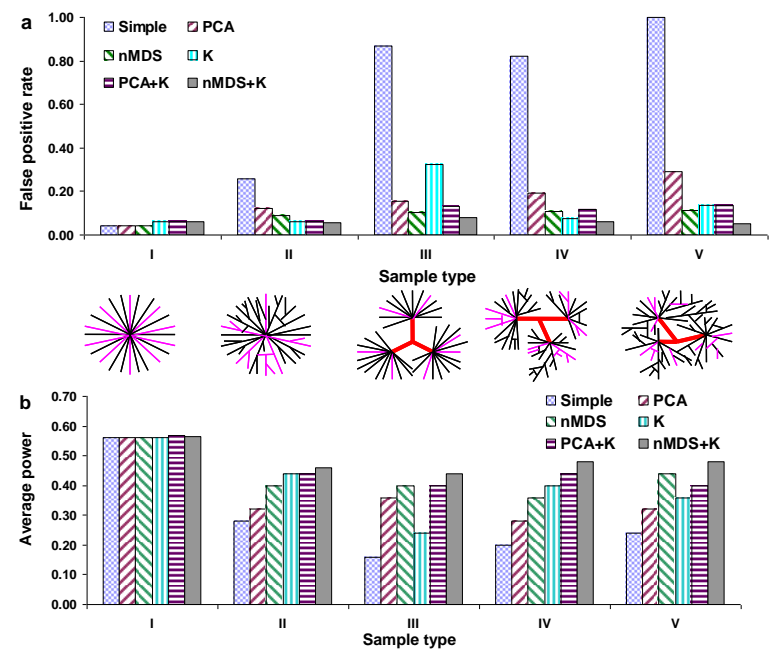 a
Simple PCA
nMDS K
PCA+K nMDS+K
False positive rate
1.00
0.80
0.60
0.40
0.20
0.00
I II III IV V
Sample type
b
Simple PCA
nMDS K
PCA+K nMDS+K
Average power
0.70
0.60
0.50
0.40
0.30
0.20
0.10
0.00
I II III IV V
Sample type